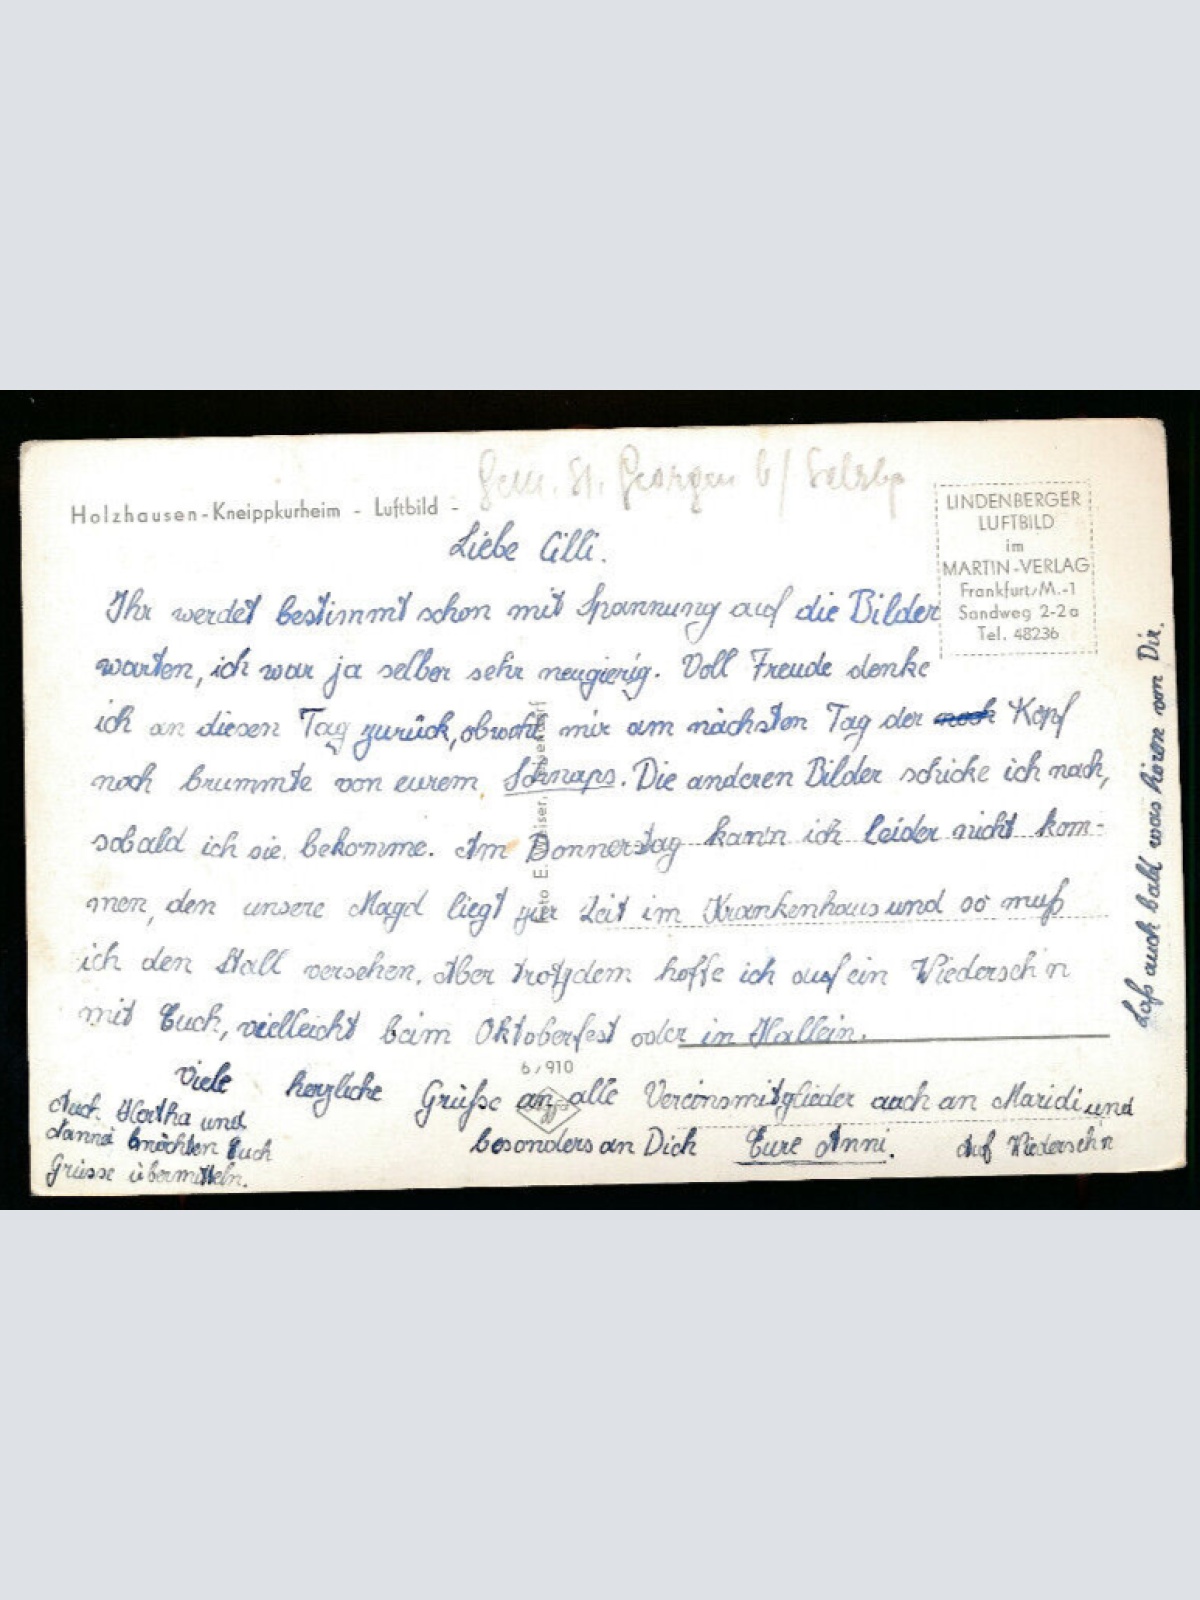 Gem. St. Georgen b/ Salzbg
Holzhausen-Kneippkurheim - Luftbild -
LINDENBERGER
LUFTBILD
im
MARTIN-VERLAG
Frankfurt/M.-1
Sandweg 2-2a
Tel. 48236
Liebe Cilli.
Ihr werdet bestimmt schon mit Spannung auf die Bilder
warten, ich war ja selber sehr neugierig. Voll Freude denke
ich an diesen Tag zurück, obwohl mir am nächsten Tag der noch Kopf
noch brummte von eurem Schnaps. Die anderen Bilder schicke ich nach,
sobald ich sie bekomme. Am Donnerstag kann ich leider nicht kom-
men, den unsere Magd liegt zur Zeit im Krankenhaus und so muß
ich den Stall versehen. Aber trotzdem hoffe ich auf ein Wiederseh'n
mit Euch, vielleicht beim Oktoberfest oder in Hallein.
6/910
Viele herzliche Grüße an alle Vereinsmitglieder auch an Maridi und
besonders an Dich Eure Anni. Auf Wiederseh'n
Auch Hertha und
Nanni möchten Euch
Grüsse übermitteln.
Laß auch bald was hören von Dir.